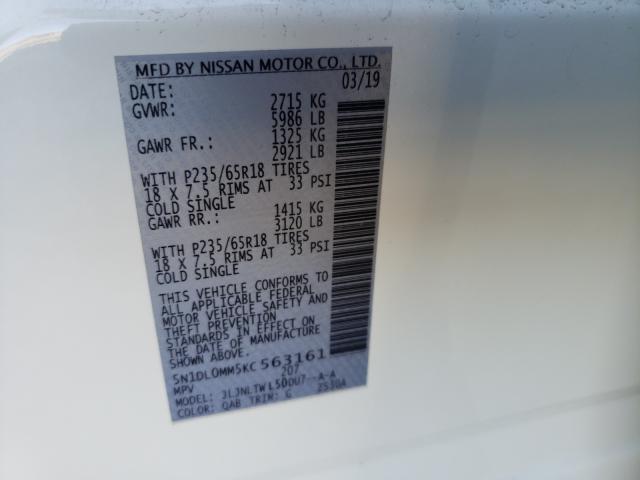 MFD BY NISSAN MOTOR CO., LTD.
DATE: 03/19
GVWR: 2715 KG
5986 LB
GAWR FR.: 1325 KG
2921 LB
WITH P235/65R18 TIRES
18 X 7.5 RIMS AT 33 PSI
COLD SINGLE
GAWR RR.: 1415 KG
3120 LB
WITH P235/65R18 TIRES
18 X 7.5 RIMS AT 33 PSI
COLD SINGLE
THIS VEHICLE CONFORMS TO
ALL APPLICABLE FEDERAL
MOTOR VEHICLE SAFETY AND
THEFT PREVENTION
STANDARDS IN EFFECT ON
THE DATE OF MANUFACTURE
5N1DL0MM5KC563161
MPV 207
MODEL: JLJNLTWL50DU7--A-A
COLOR: QAB TRIM: G